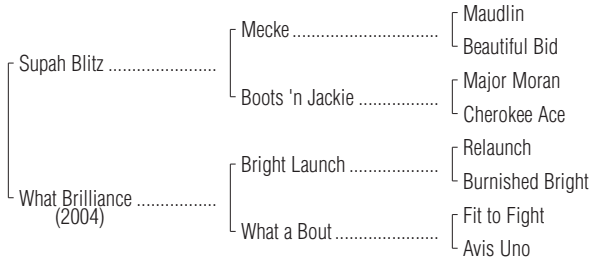 Maudlin
Mecke
Beautiful Bid
Supah Blitz
Major Moran
Boots 'n Jackie
Cherokee Ace
Relaunch
Bright Launch
Burnished Bright
What Brilliance
(2004)
Fit to Fight
What a Bout
Avis Uno